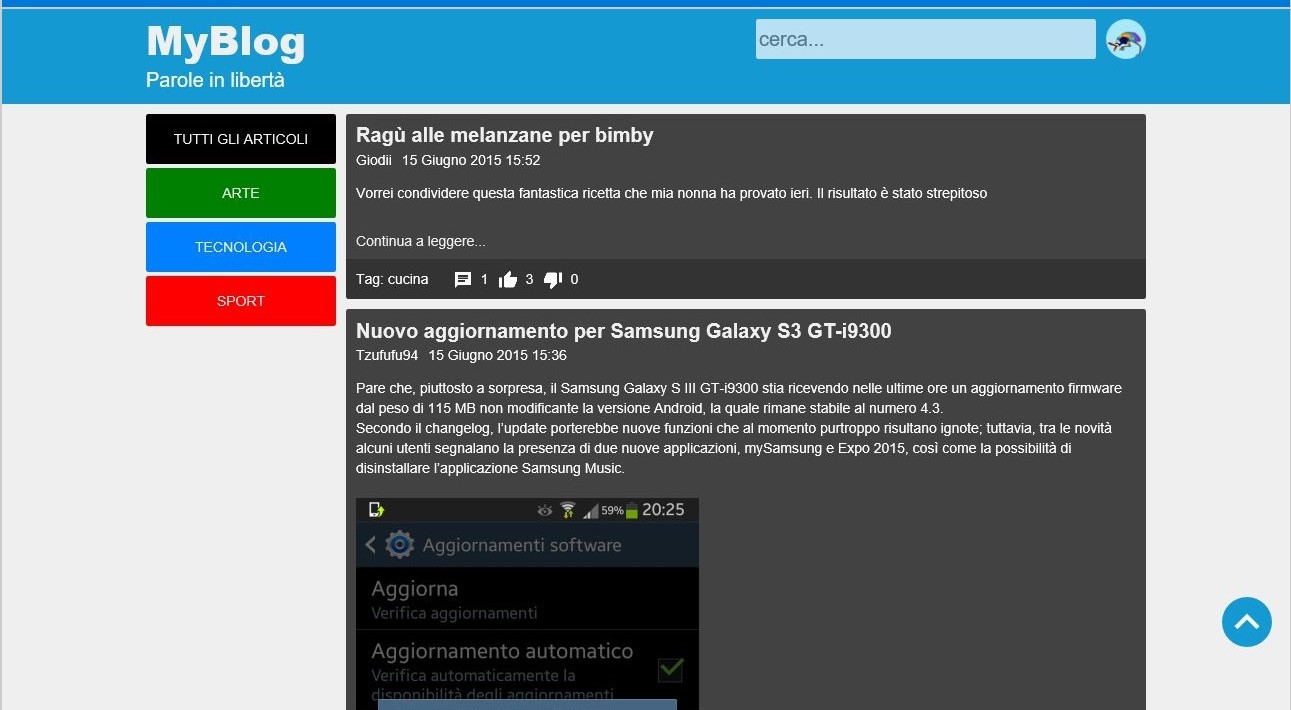 MyBlog
Parole in libertà
cerca...
TUTTI GLI ARTICOLI
ARTE
TECNOLOGIA
SPORT
Ragù alle melanzane per bimby
Giodii 15 Giugno 2015 15:52
Vorrei condividere questa fantastica ricetta che mia nonna ha provato ieri. Il risultato è stato strepitoso
Continua a leggere...
Tag: cucina 1 3 0
Nuovo aggiornamento per Samsung Galaxy S3 GT-i9300
Tzufufu94 15 Giugno 2015 15:36
Pare che, piuttosto a sorpresa, il Samsung Galaxy S III GT-i9300 stia ricevendo nelle ultime ore un aggiornamento firmware
dal peso di 115 MB non modificante la versione Android, la quale rimane stabile al numero 4.3.
Secondo il changelog, l'update porterebbe nuove funzioni che al momento purtroppo risultano ignote; tuttavia, tra le novità
alcuni utenti segnalano la presenza di due nuove applicazioni, mySamsung e Expo 2015, così come la possibilità di
disinstallare l'applicazione Samsung Music.
59% 20:25
Aggiornamenti software
Aggiorna
Verifica aggiornamenti
Aggiornamento automatico
Verifica automaticamente la
disponibilità degli aggiornamenti